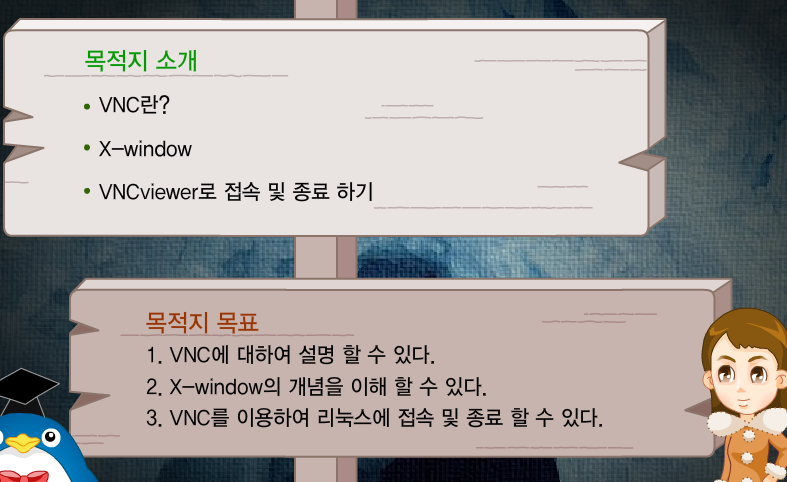 목적지 소개
• VNC란?
• X-window
• VNCviewer로 접속 및 종료 하기
목적지 목표
1. VNC에 대하여 설명 할 수 있다.
2. X-window의 개념을 이해 할 수 있다.
3. VNC를 이용하여 리눅스에 접속 및 종료 할 수 있다.